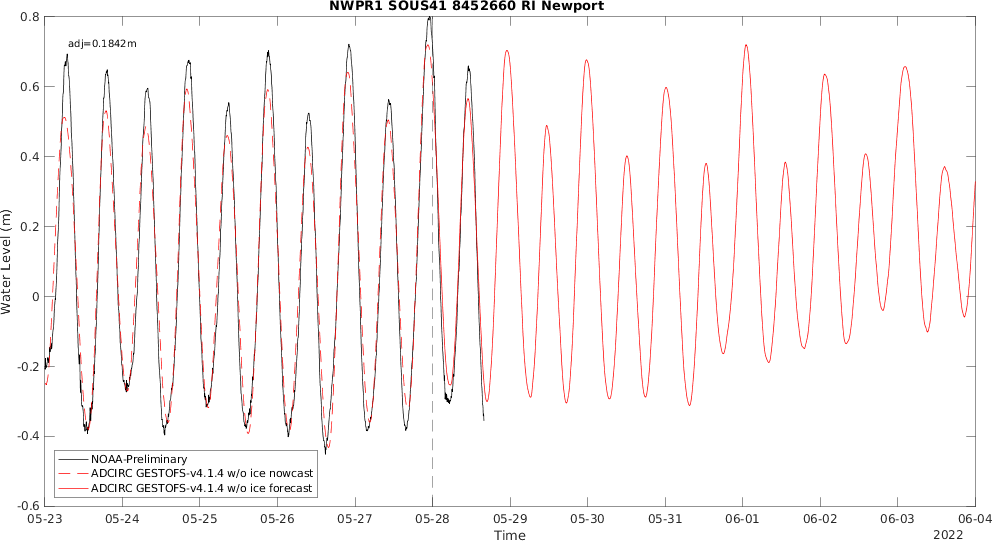 NWPR1 SOUS41 8452660 RI Newport
adj=0.1842m
0.8
0.6
0.4
0.2
0
-0.2
-0.4
-0.6
Water Level (m)
NOAA-Preliminary
ADCIRC GESTOFS-v4.1.4 w/o ice nowcast
ADCIRC GESTOFS-v4.1.4 w/o ice forecast
05-23 05-24 05-25 05-26 05-27 05-28 05-29 05-30 05-31 06-01 06-02 06-03 06-04
Time
2022